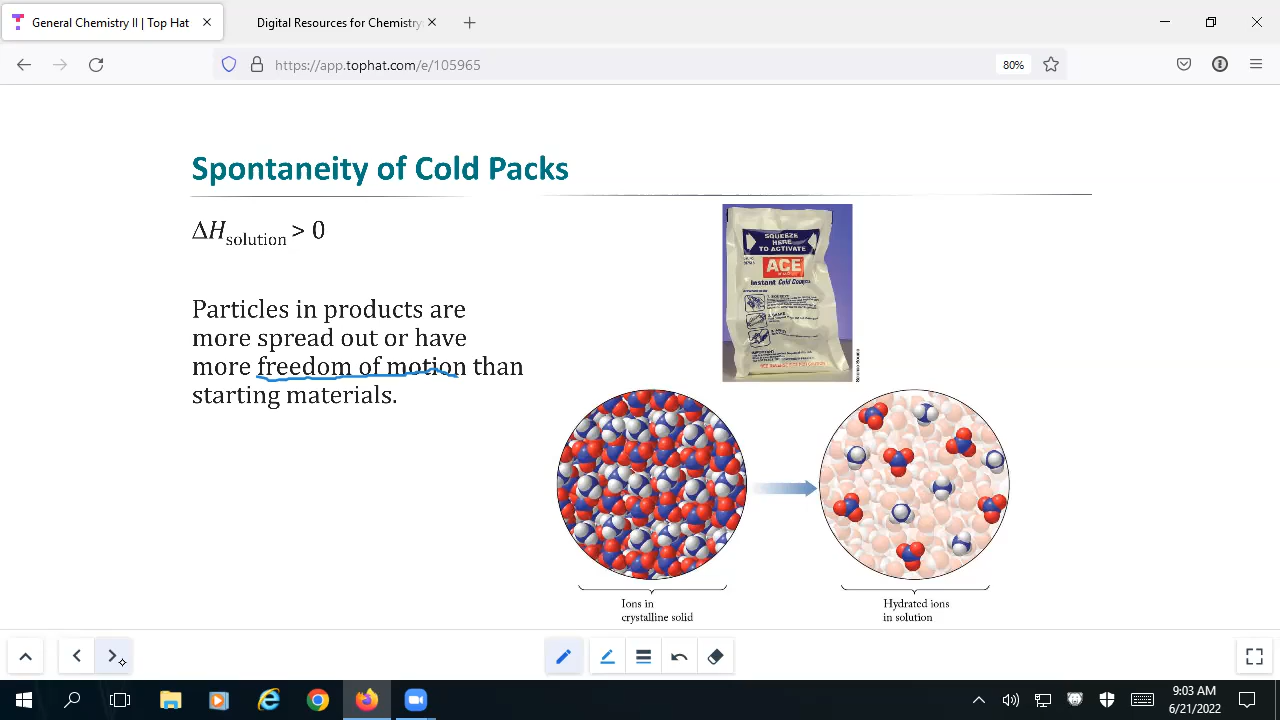 General Chemistry II | Top Hat
Digital Resources for Chemistry
https://app.tophat.com/e/105965
80%
Spontaneity of Cold Packs
ΔHsolution > 0
Particles in products are
more spread out or have
more freedom of motion than
starting materials.
SQUEEZE
HERE
TO ACTIVATE
ACE
Instant Cold Compress
Ions in
crystalline solid
Hydrated ions
in solution
9:03 AM
6/21/2022